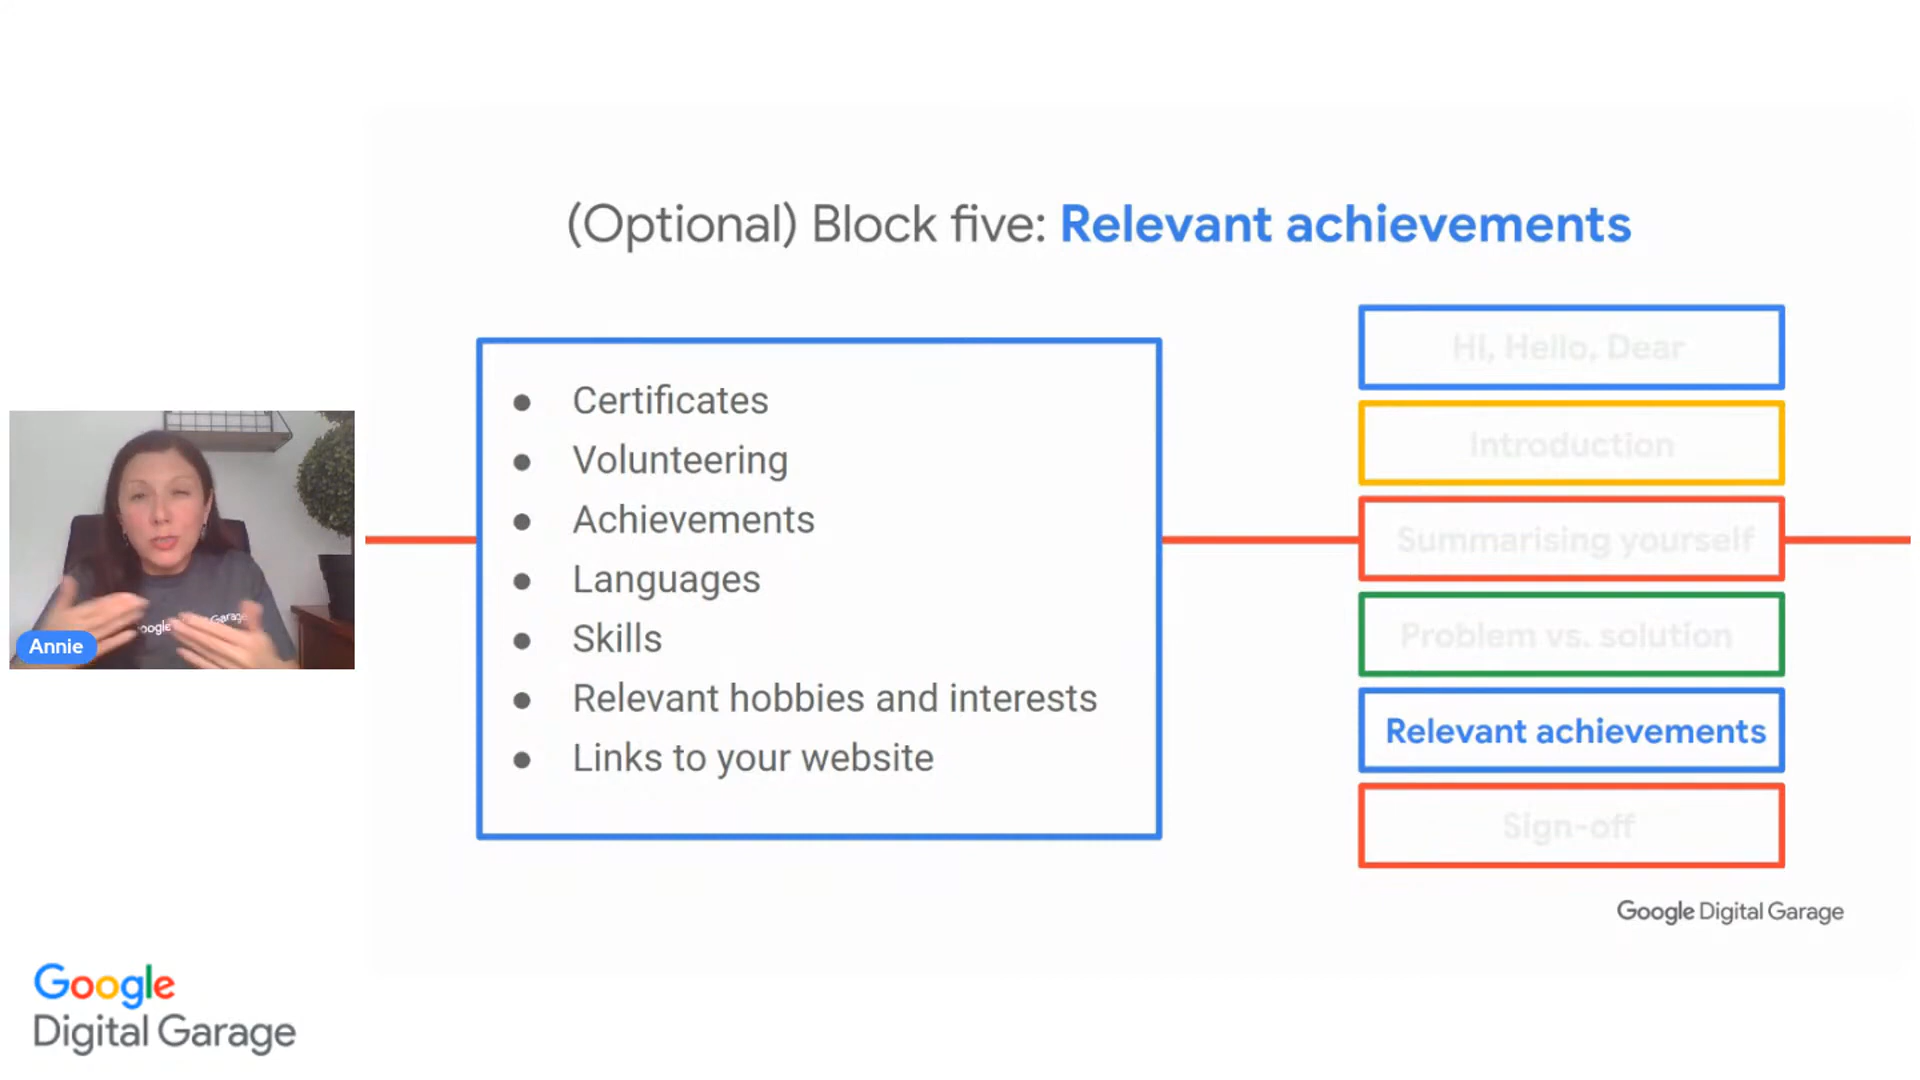 (Optional) Block five: Relevant achievements
Certificates
Volunteering
Achievements
Languages
Skills
Relevant hobbies and interests
Links to your website
Hi, Hello, Dear
Introduction
Summarising yourself
Problem vs. solution
Relevant achievements
Sign-off
Google Digital Garage
Annie
Google
Digital Garage